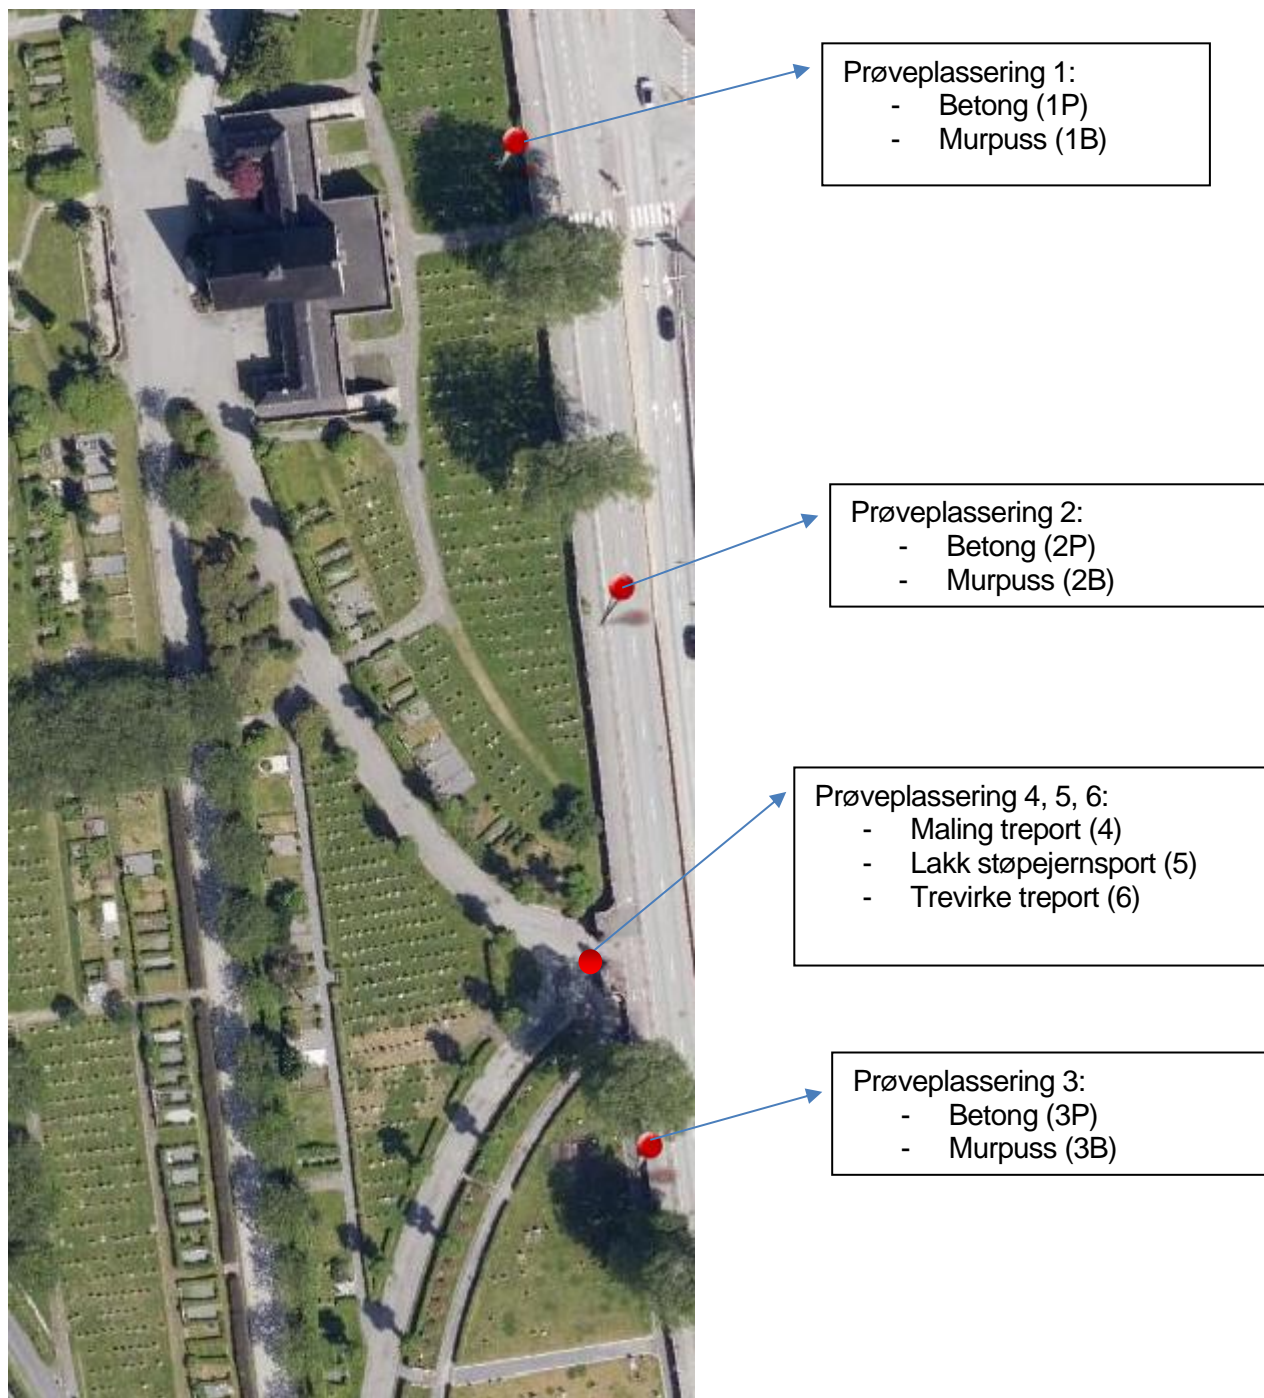 Prøveplassering 1:
- Betong (1P)
- Murpuss (1B)
Prøveplassering 2:
- Betong (2P)
- Murpuss (2B)
Prøveplassering 4, 5, 6:
- Maling treport (4)
- Lakk støpejernsport (5)
- Trevirke treport (6)
Prøveplassering 3:
- Betong (3P)
- Murpuss (3B)